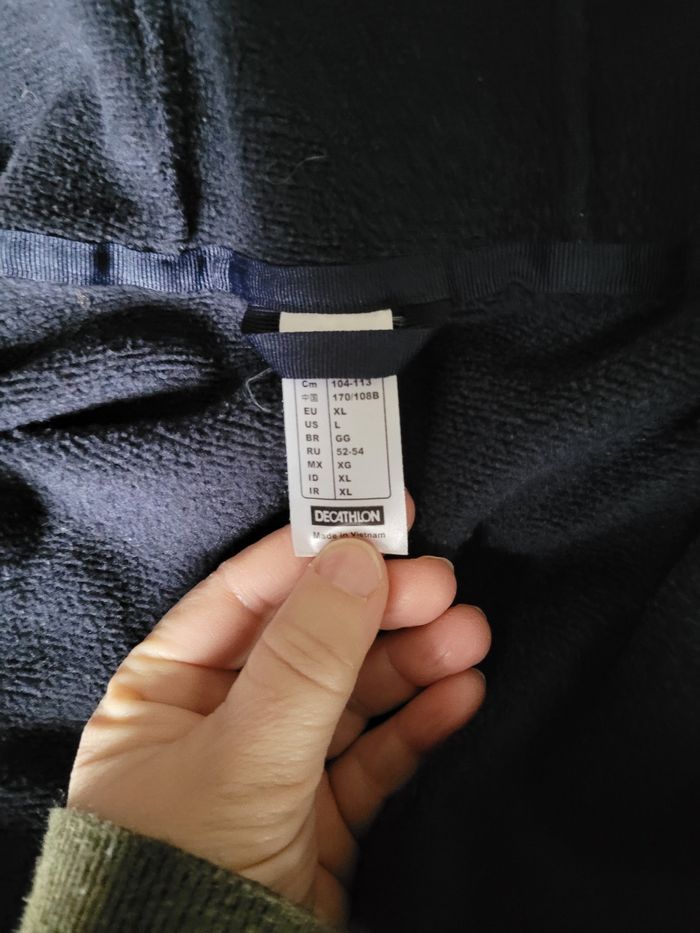 Cm 104-113
中国 170/108B
EU XL
US L
BR GG
RU 52-54
MX XG
ID XL
IR XL
DECATHLON
Made in Vietnam